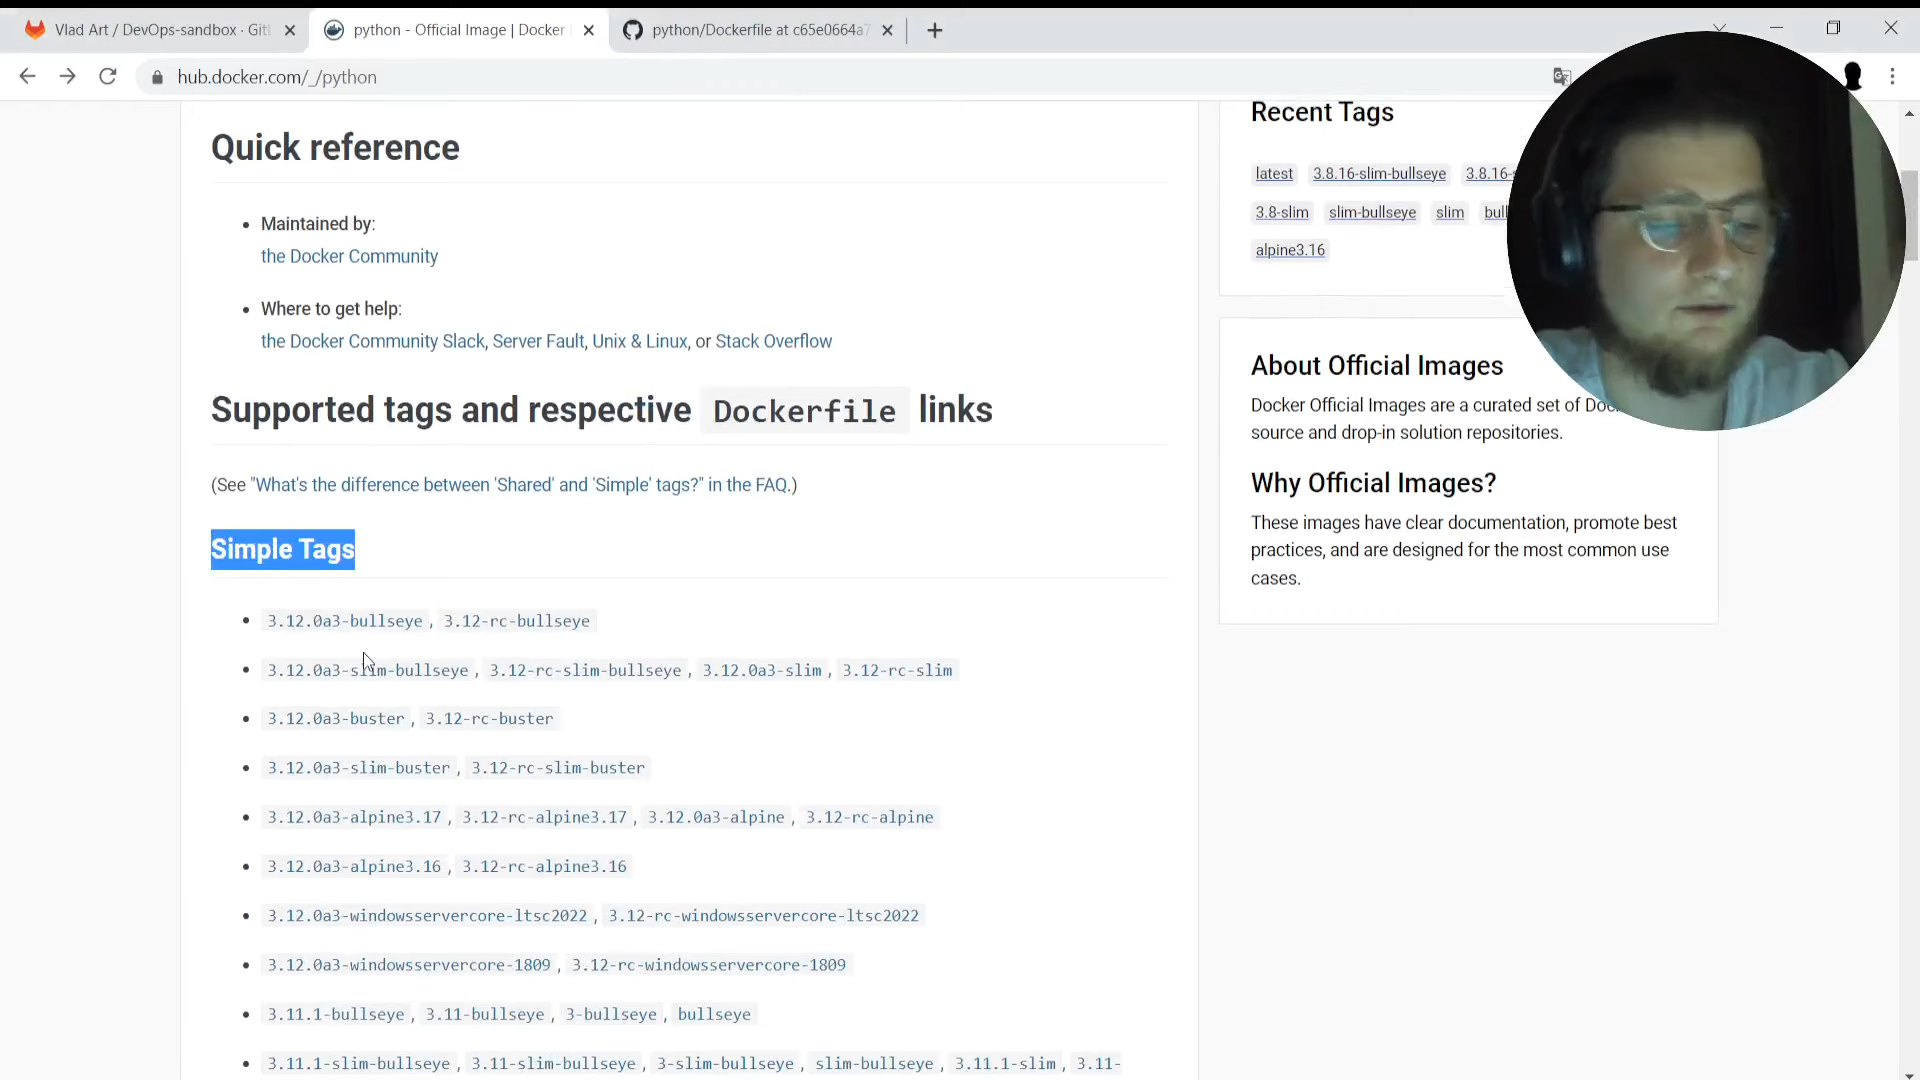 Vlad Art / DevOps-sandbox · Git
python - Official Image | Docker
python/Dockerfile at c65e0664a7
hub.docker.com/_/python
Quick reference
Maintained by:
the Docker Community
Where to get help:
the Docker Community Slack, Server Fault, Unix & Linux, or Stack Overflow
Supported tags and respective Dockerfile links
(See "What's the difference between 'Shared' and 'Simple' tags?" in the FAQ.)
Simple Tags
3.12.0a3-bullseye , 3.12-rc-bullseye
3.12.0a3-slim-bullseye , 3.12-rc-slim-bullseye , 3.12.0a3-slim , 3.12-rc-slim
3.12.0a3-buster , 3.12-rc-buster
3.12.0a3-slim-buster , 3.12-rc-slim-buster
3.12.0a3-alpine3.17 , 3.12-rc-alpine3.17 , 3.12.0a3-alpine , 3.12-rc-alpine
3.12.0a3-alpine3.16 , 3.12-rc-alpine3.16
3.12.0a3-windowsservercore-ltsc2022 , 3.12-rc-windowsservercore-ltsc2022
3.12.0a3-windowsservercore-1809 , 3.12-rc-windowsservercore-1809
3.11.1-bullseye , 3.11-bullseye , 3-bullseye , bullseye
3.11.1-slim-bullseye , 3.11-slim-bullseye , 3-slim-bullseye , slim-bullseye , 3.11.1-slim , 3.11-
Recent Tags
latest 3.8.16-slim-bullseye 3.8.16-
3.8-slim slim-bullseye slim
alpine3.16
About Official Images
Docker Official Images are a curated set of
source and drop-in solution repositories.
Why Official Images?
These images have clear documentation, promote best
practices, and are designed for the most common use
cases.